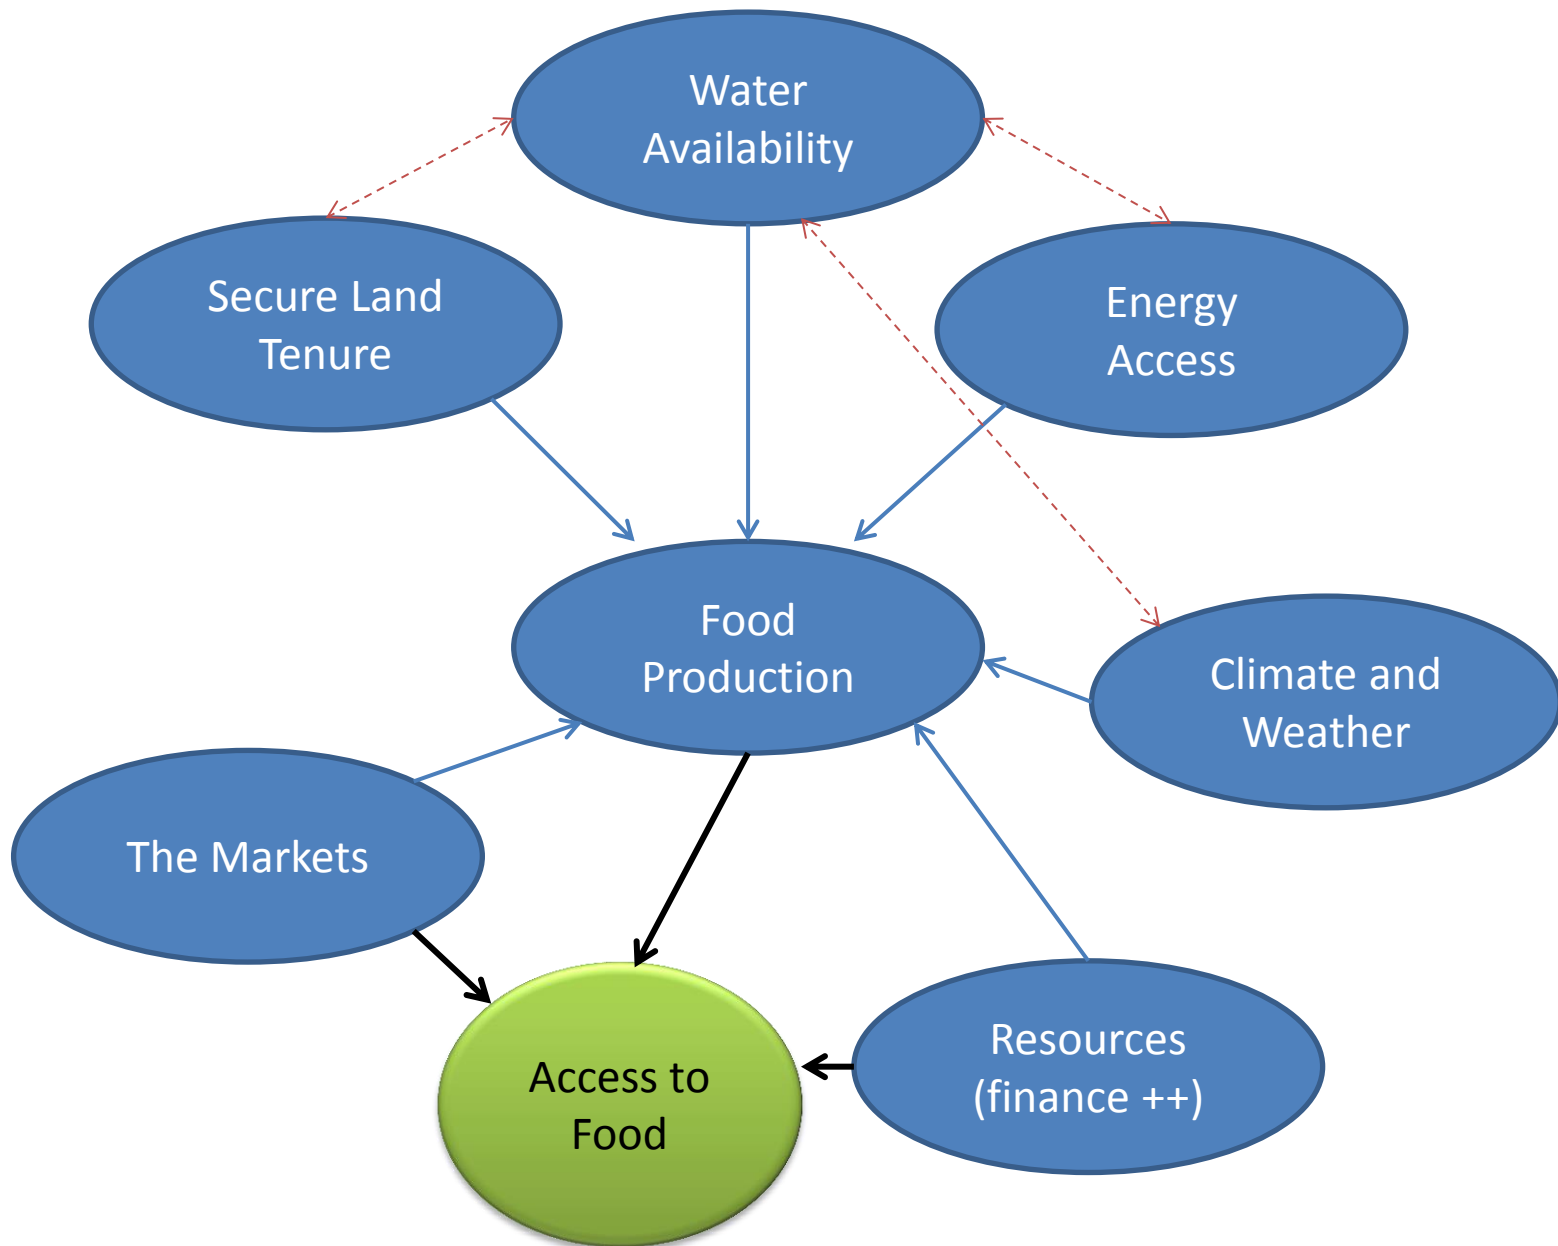 Water
Availability
Secure Land
Tenure
Energy
Access
Food
Production
Climate and
Weather
The Markets
Resources
(finance ++)
Access to
Food